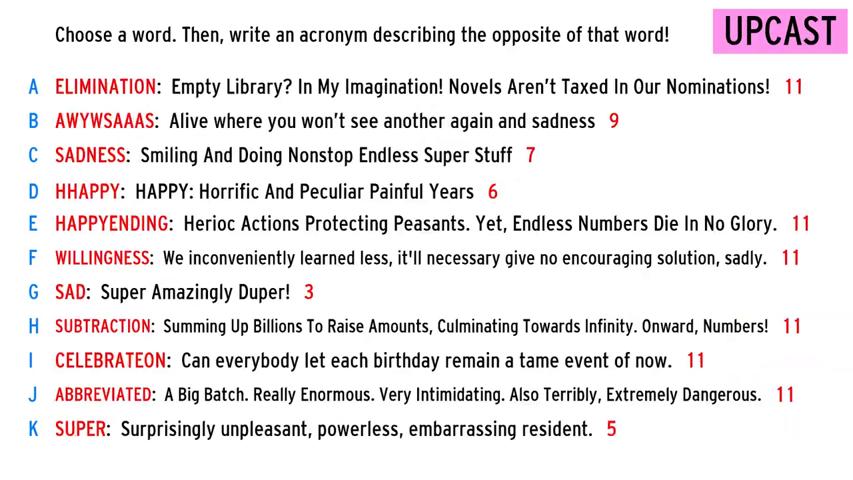 Choose a word. Then, write an acronym describing the opposite of that word!
UPCAST
A ELIMINATION: Empty Library? In My Imagination! Novels Aren't Taxed In Our Nominations! 11
B AWYWSAAAS: Alive where you won't see another again and sadness 9
C SADNESS: Smiling And Doing Nonstop Endless Super Stuff 7
D HHAPPY: HAPPY: Horrific And Peculiar Painful Years 6
E HAPPYENDING: Herioc Actions Protecting Peasants. Yet, Endless Numbers Die In No Glory. 11
F WILLINGNESS: We inconveniently learned less, it'll necessary give no encouraging solution, sadly. 11
G SAD: Super Amazingly Duper! 3
H SUBTRACTION: Summing Up Billions To Raise Amounts, Culminating Towards Infinity. Onward, Numbers! 11
I CELEBRATEON: Can everybody let each birthday remain a tame event of now. 11
J ABBREVIATED: A Big Batch. Really Enormous. Very Intimidating. Also Terribly, Extremely Dangerous. 11
K SUPER: Surprisingly unpleasant, powerless, embarrassing resident. 5